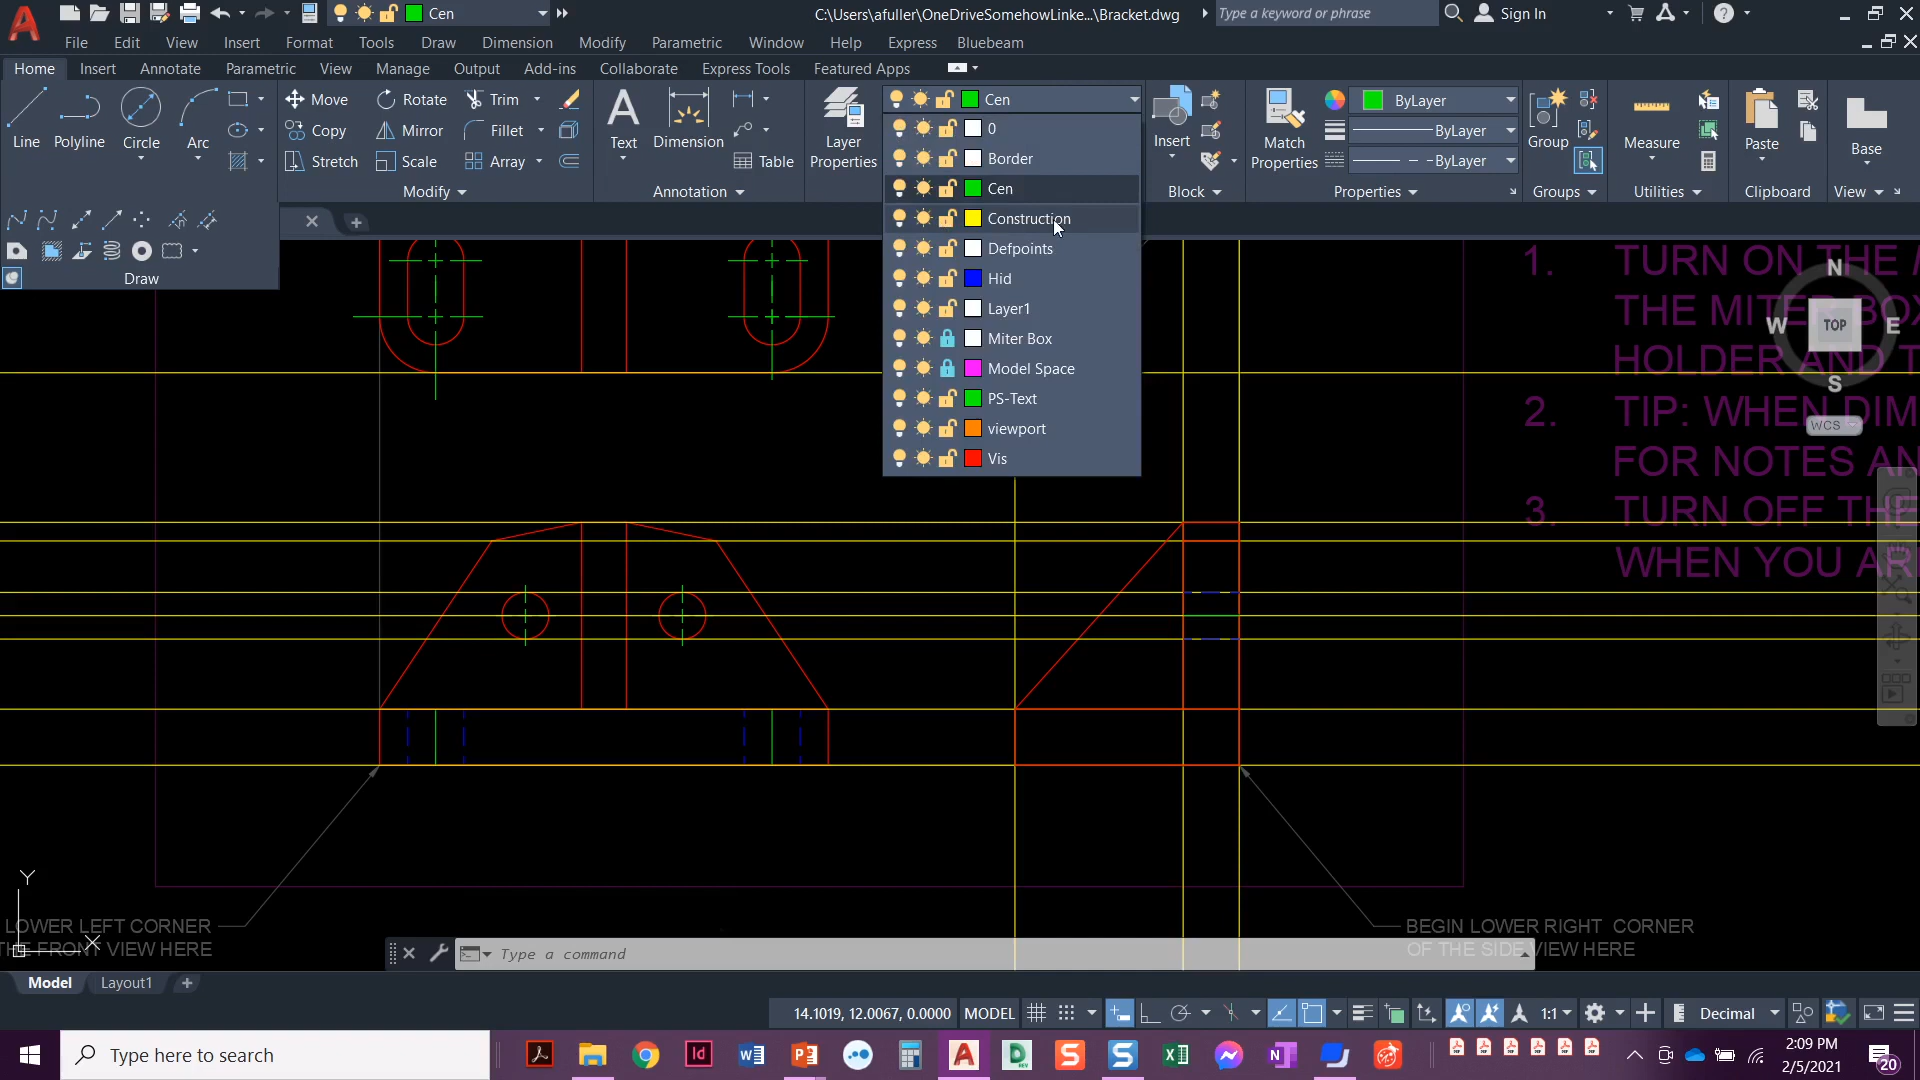 Cen
C:\Users\afuller\OneDriveSomehowLinke...\Bracket.dwg
Type a keyword or phrase
Sign In
File Edit View Insert Format Tools Draw Dimension Modify Parametric Window Help Express Bluebeam
Home Insert Annotate Parametric View Manage Output Add-ins Collaborate Express Tools Featured Apps
Line Polyline Circle Arc
Move Rotate Trim
Copy Mirror Fillet
Stretch Scale Array
Modify
Text Dimension Table
Annotation
Layer
Properties
Cen
0
Border
Cen
Construction
Defpoints
Hid
Layer1
Miter Box
Model Space
PS-Text
viewport
Vis
Insert
Block
Match
Properties
ByLayer
ByLayer
ByLayer
Properties
Group
Groups
Measure
Utilities
Paste
Clipboard
Base
View
Draw
1. TURN ON THE
THE MITER BOX
HOLDER AND
2. TIP: WHEN DIM
FOR NOTES AN
3. TURN OFF THE
WHEN YOU AR
N
W TOP E
S
WCS
Y
X
LOWER LEFT CORNER
THE FRONT VIEW HERE
BEGIN LOWER RIGHT CORNER
OF THE SIDE VIEW HERE
Type a command
Model Layout1
14.1019, 12.0067, 0.0000 MODEL 1:1 Decimal
Type here to search
2:09 PM
2/5/2021
20